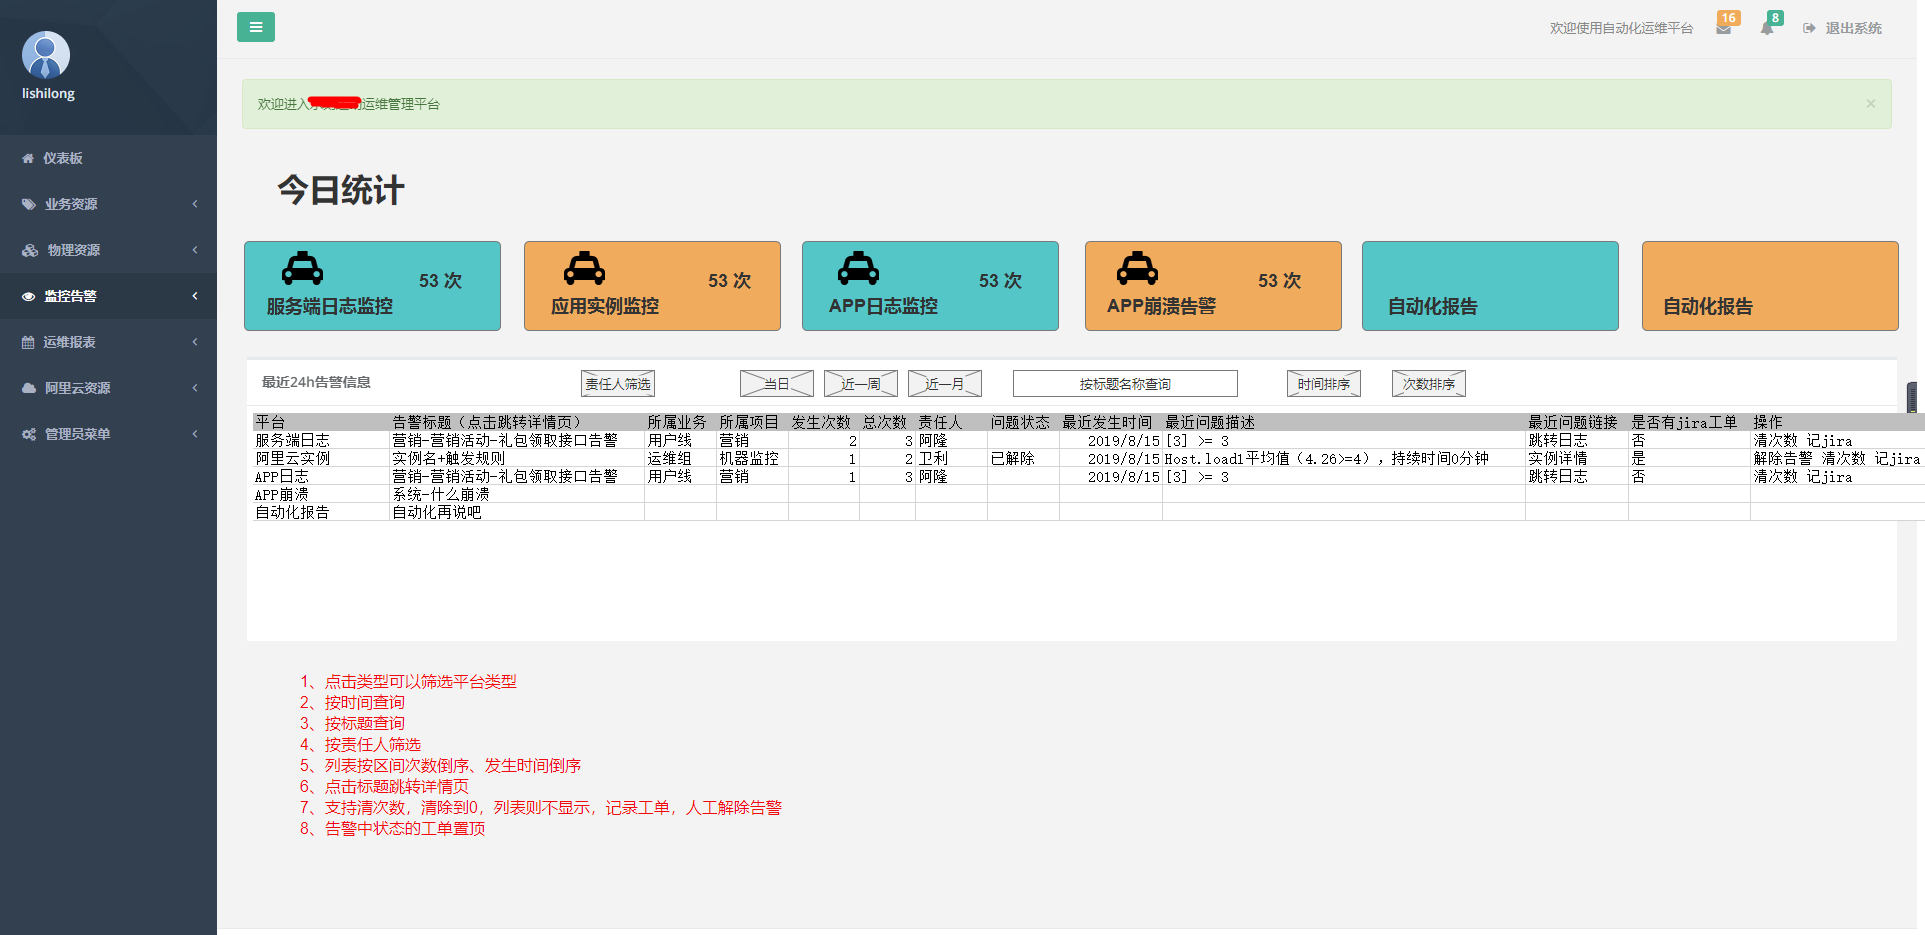 欢迎使用自动化运维平台 16 8 退出系统
lishilong
仪表板
业务资源
物理资源
监控告警
运维报表
阿里云资源
管理员菜单
欢迎进入 运维管理平台 ×
今日统计
53 次
服务端日志监控
53 次
应用实例监控
53 次
APP日志监控
53 次
APP崩溃告警
自动化报告
自动化报告
最近24h告警信息 责任人筛选 当日 近一周 近一月 按标题名称查询 时间排序 次数排序
平台 告警标题（点击跳转详情页） 所属业务 所属项目 发生次数 总次数 责任人 问题状态 最近发生时间 最近问题描述 最近问题链接 是否有jira工单 操作
服务端日志 营销-营销活动-礼包领取接口告警 用户线 营销 2 3 阿隆 2019/8/15 [3] >= 3 跳转日志 否 清次数 记jira
阿里云实例 实例名+触发规则 运维组 机器监控 1 2 卫利 已解除 2019/8/15 Host.load1平均值（4.26>=4），持续时间0分钟 实例详情 是 解除告警 清次数 记jira
APP日志 营销-营销活动-礼包领取接口告警 用户线 营销 1 3 阿隆 2019/8/15 [3] >= 3 跳转日志 否 清次数 记jira
APP崩溃 系统-什么崩溃
自动化报告 自动化再说吧
1、点击类型可以筛选平台类型
2、按时间查询
3、按标题查询
4、按责任人筛选
5、列表按区间次数倒序、发生时间倒序
6、点击标题跳转详情页
7、支持清次数，清除到0，列表则不显示，记录工单，人工解除告警
8、告警中状态的工单置顶